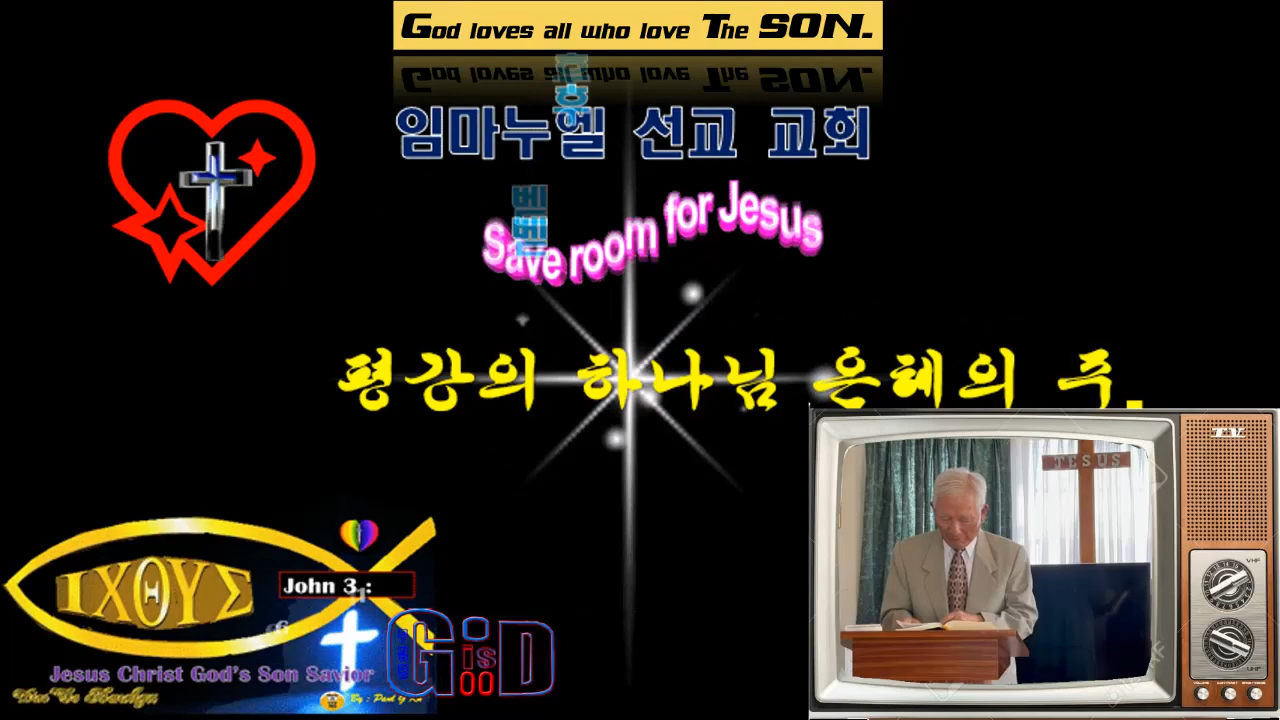 God loves all who love The SON.
임마누엘 선교 교회
Save room for Jesus
평강의 하나님 은혜의 주.
JESUS
VHF
UHF
ΙΧΘΥΣ
John 3 :
Jesus Christ God's Son Savior
God is Good